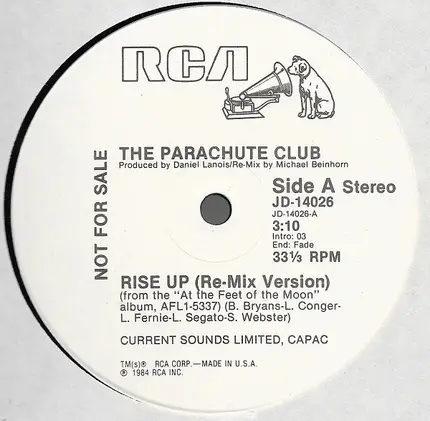 RCA
NOT FOR SALE
THE PARACHUTE CLUB
Produced by Daniel Lanois/Re-Mix by Michael Beinhorn
Side A Stereo
JD-14026
JD-14026-A
3:10
Intro: 03
End: Fade
33⅓ RPM
RISE UP (Re-Mix Version)
(from the "At the Feet of the Moon"
album, AFL1-5337) (B. Bryans-L. Conger-
L. Fernie-L. Segato-S. Webster)
CURRENT SOUNDS LIMITED, CAPAC
TM(s)® RCA CORP.—MADE IN U.S.A.
℗ 1984 RCA INC.